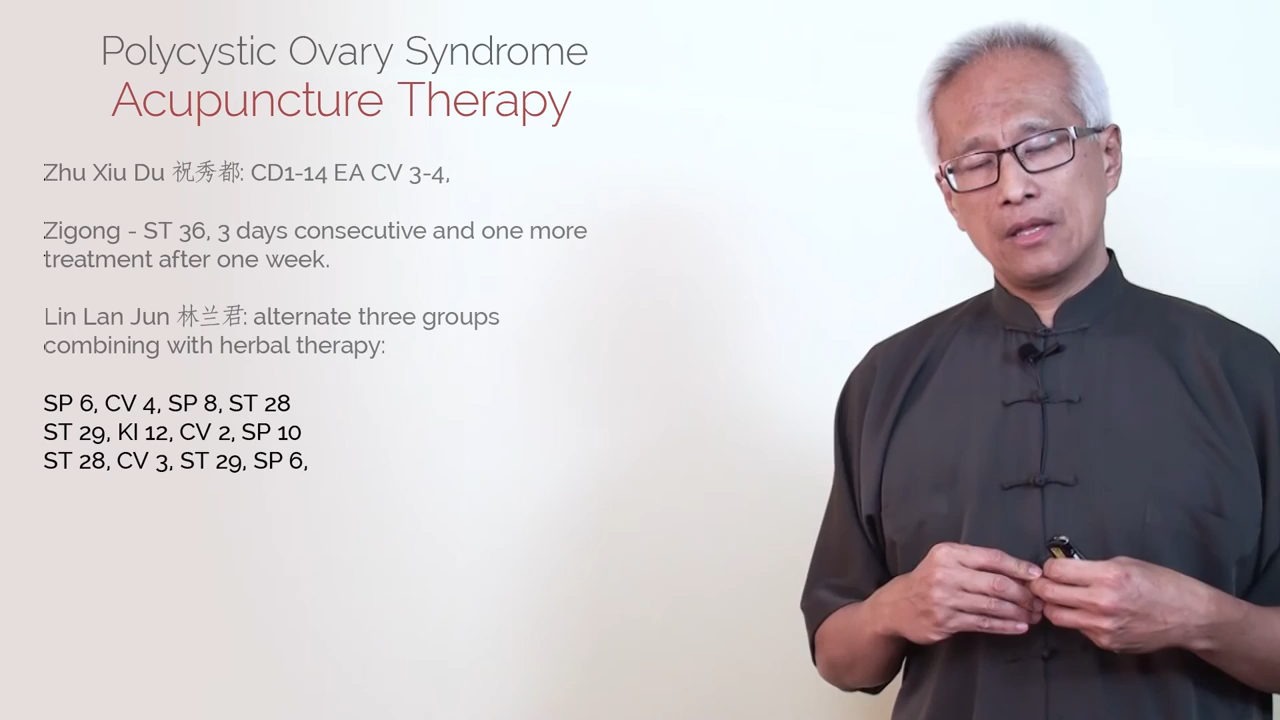 Polycystic Ovary Syndrome
Acupuncture Therapy
Zhu Xiu Du 祝秀都: CD1-14 EA CV 3-4,
Zigong - ST 36, 3 days consecutive and one more
treatment after one week.
Lin Lan Jun 林兰君: alternate three groups
combining with herbal therapy:
SP 6, CV 4, SP 8, ST 28
ST 29, KI 12, CV 2, SP 10
ST 28, CV 3, ST 29, SP 6,